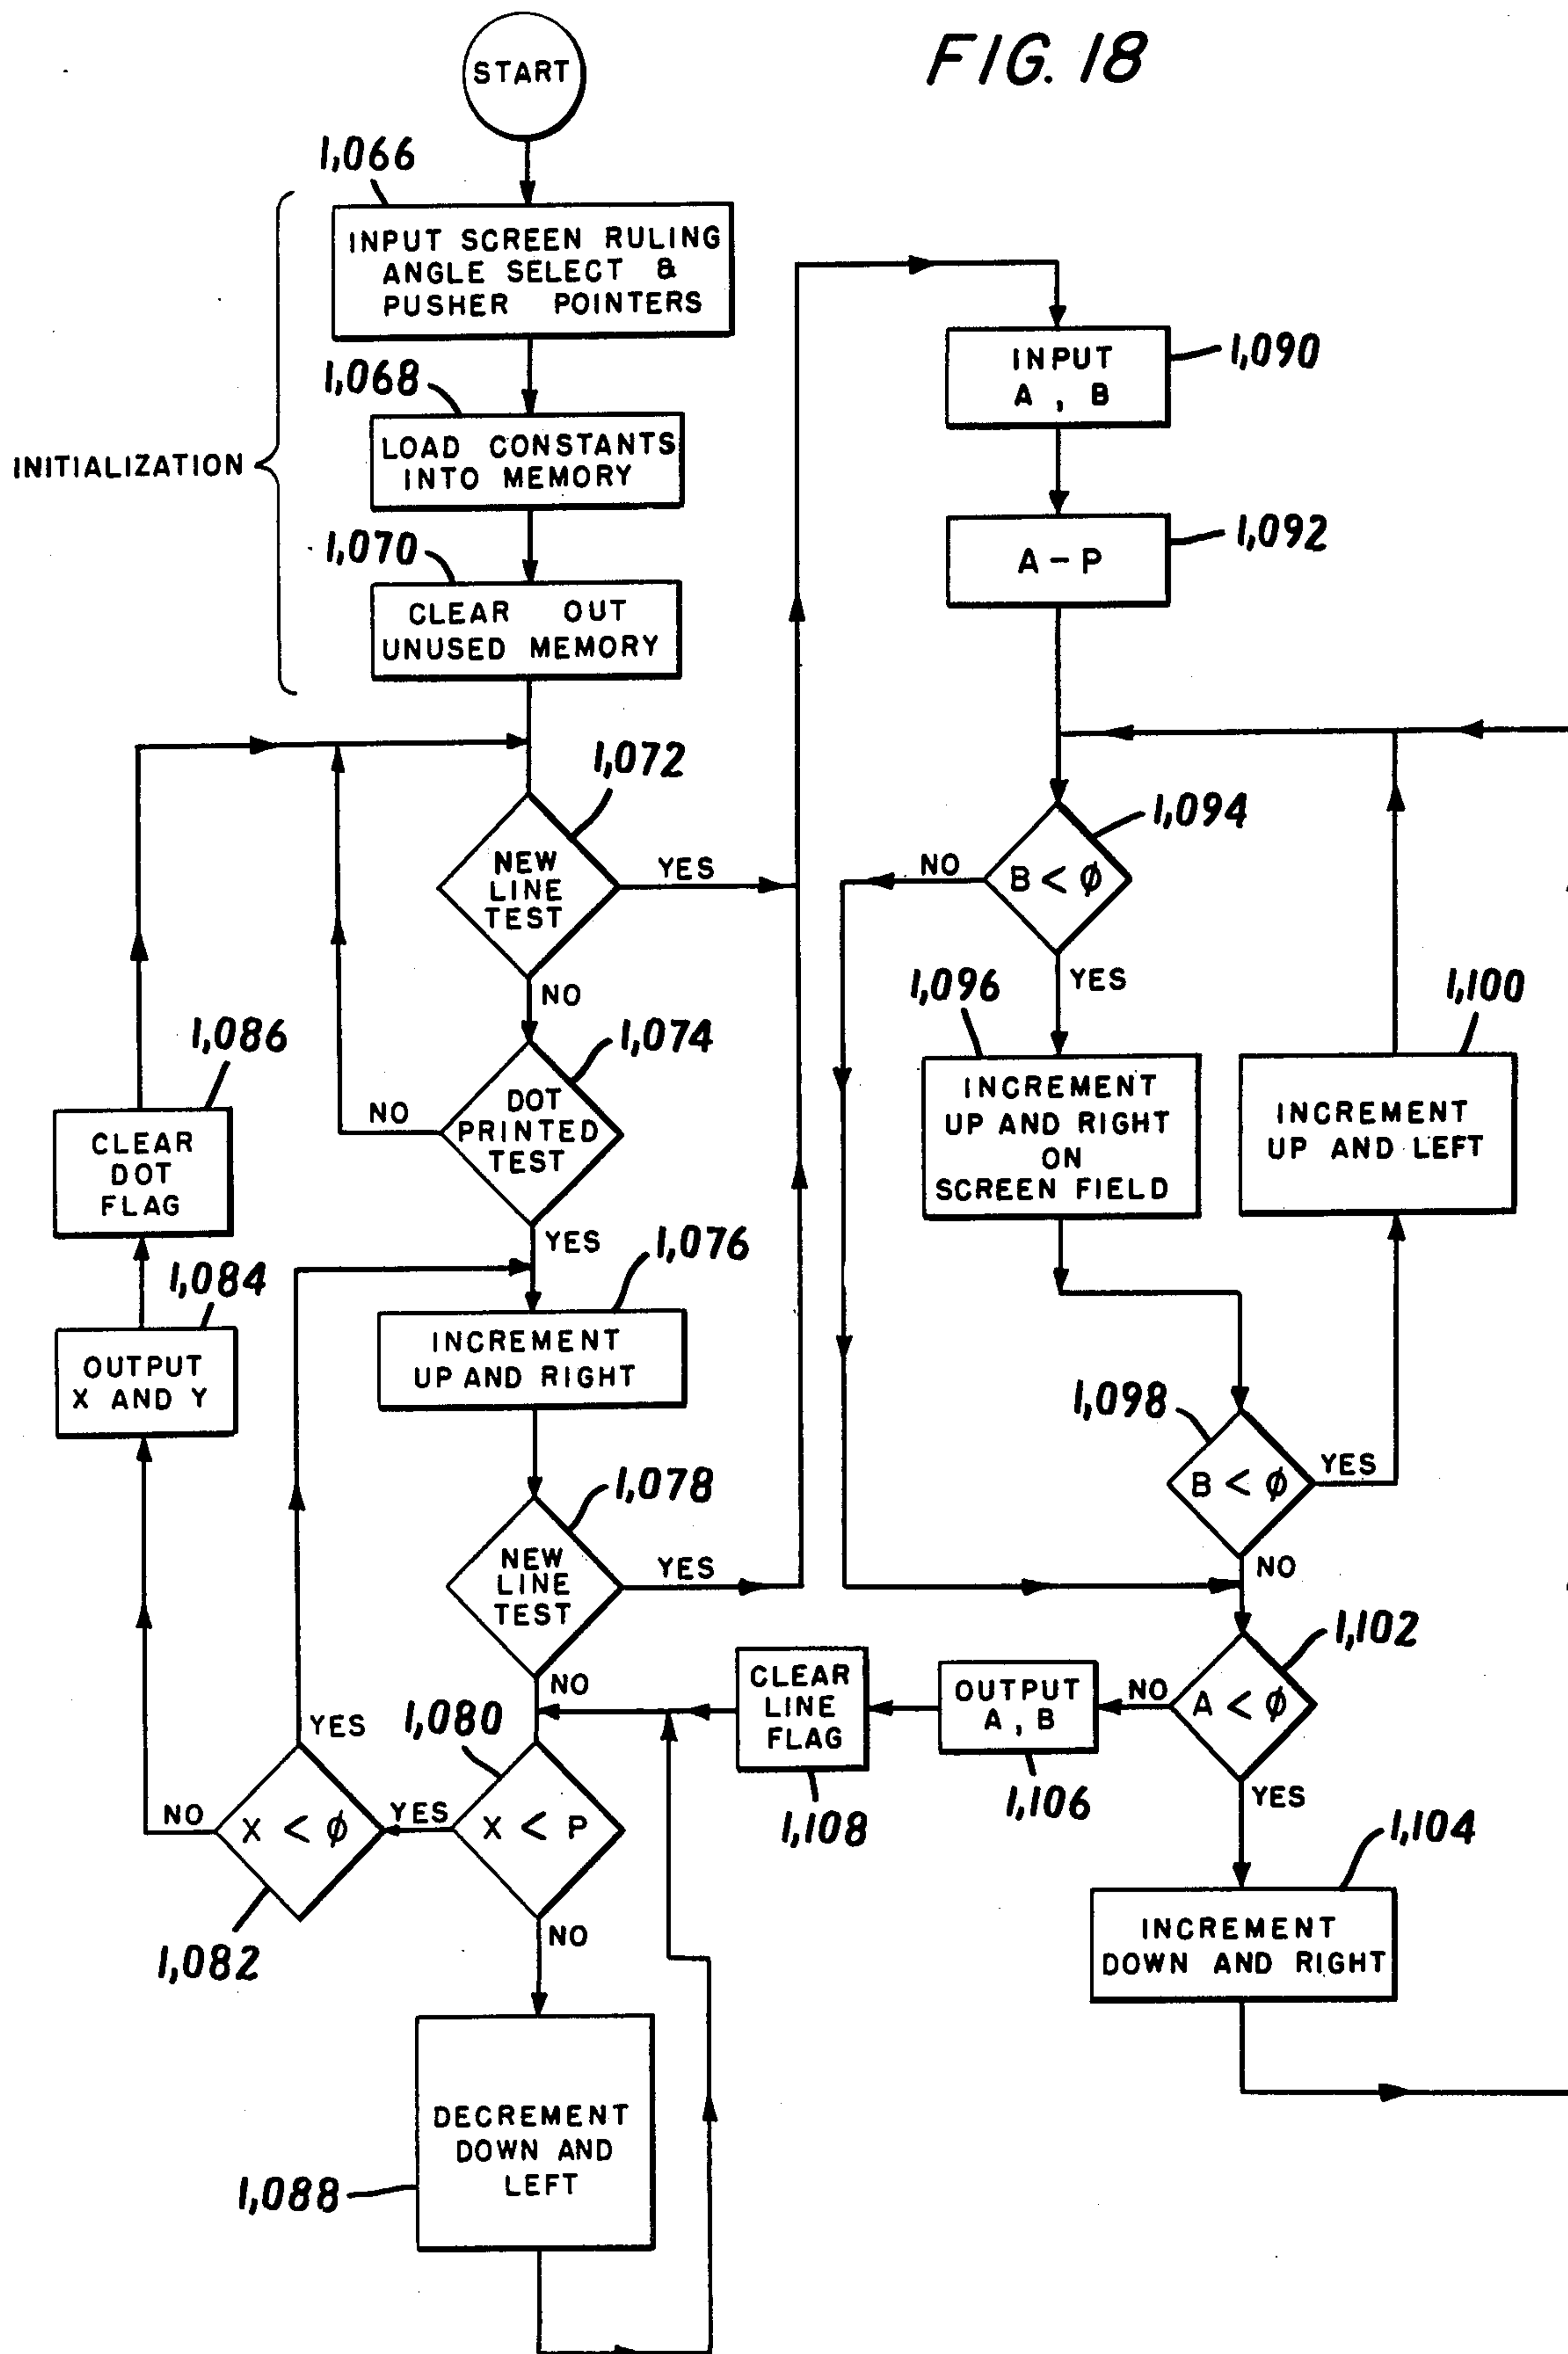 FIG. 18
START
1,066
INPUT SCREEN RULING
ANGLE SELECT &
PUSHER POINTERS
1,068
LOAD CONSTANTS
INTO MEMORY
INITIALIZATION
1,070
CLEAR OUT
UNUSED MEMORY
1,072
NEW
LINE
TEST
YES
NO
1,074
DOT
PRINTED
TEST
NO
YES
1,086
CLEAR
DOT
FLAG
1,084
OUTPUT
X AND Y
1,076
INCREMENT
UP AND RIGHT
1,078
NEW
LINE
TEST
YES
NO
1,080
X < P
YES
NO
1,082
X < ϕ
YES
NO
1,088
DECREMENT
DOWN AND
LEFT
INPUT
A , B
1,090
A - P
1,092
1,094
B < ϕ
NO
YES
1,096
INCREMENT
UP AND RIGHT
ON
SCREEN FIELD
1,100
INCREMENT
UP AND LEFT
1,098
B < ϕ
YES
NO
1,102
A < ϕ
NO
YES
OUTPUT
A , B
1,106
CLEAR
LINE
FLAG
1,108
1,104
INCREMENT
DOWN AND RIGHT